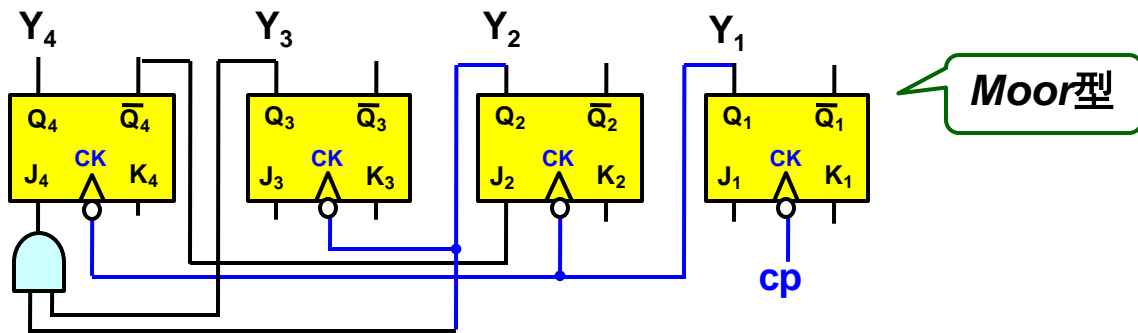 Y₄ Y₃ Y₂ Y₁
Moor型
Q₄ Q̅₄ Q₃ Q̅₃ Q₂ Q̅₂ Q₁ Q̅₁
CK CK CK CK
J₄ K₄ J₃ K₃ J₂ K₂ J₁ K₁
cp